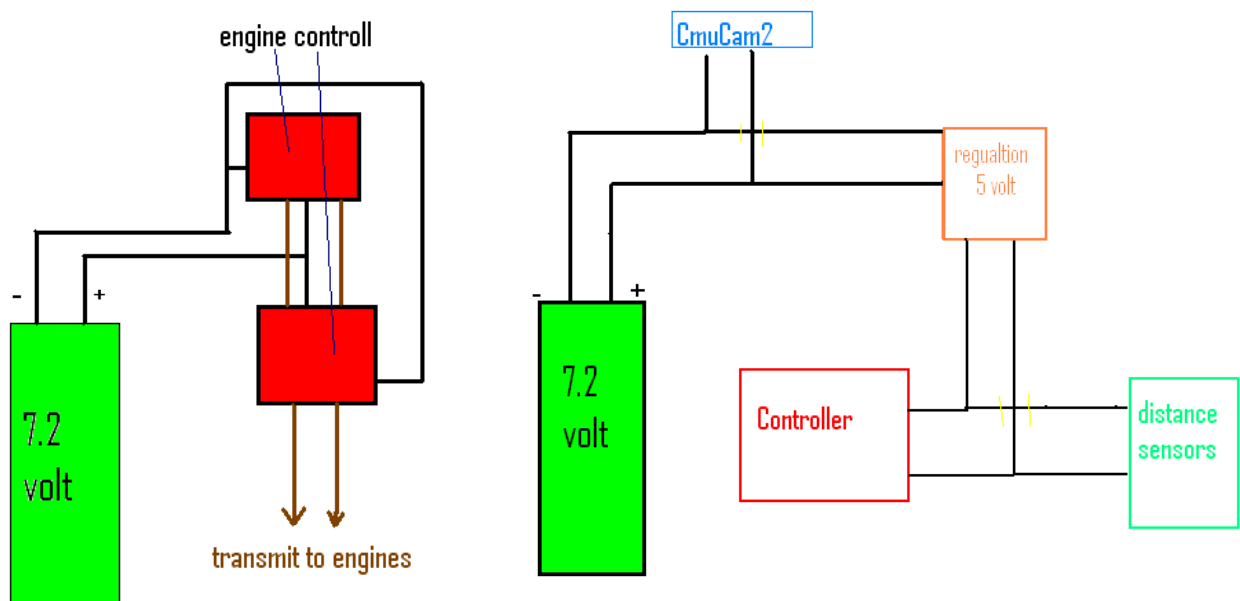 engine controll
- +
7.2
volt
transmit to engines
CmuCam2
regualtion
5 volt
- +
7.2
volt
Controller
distance
sensors